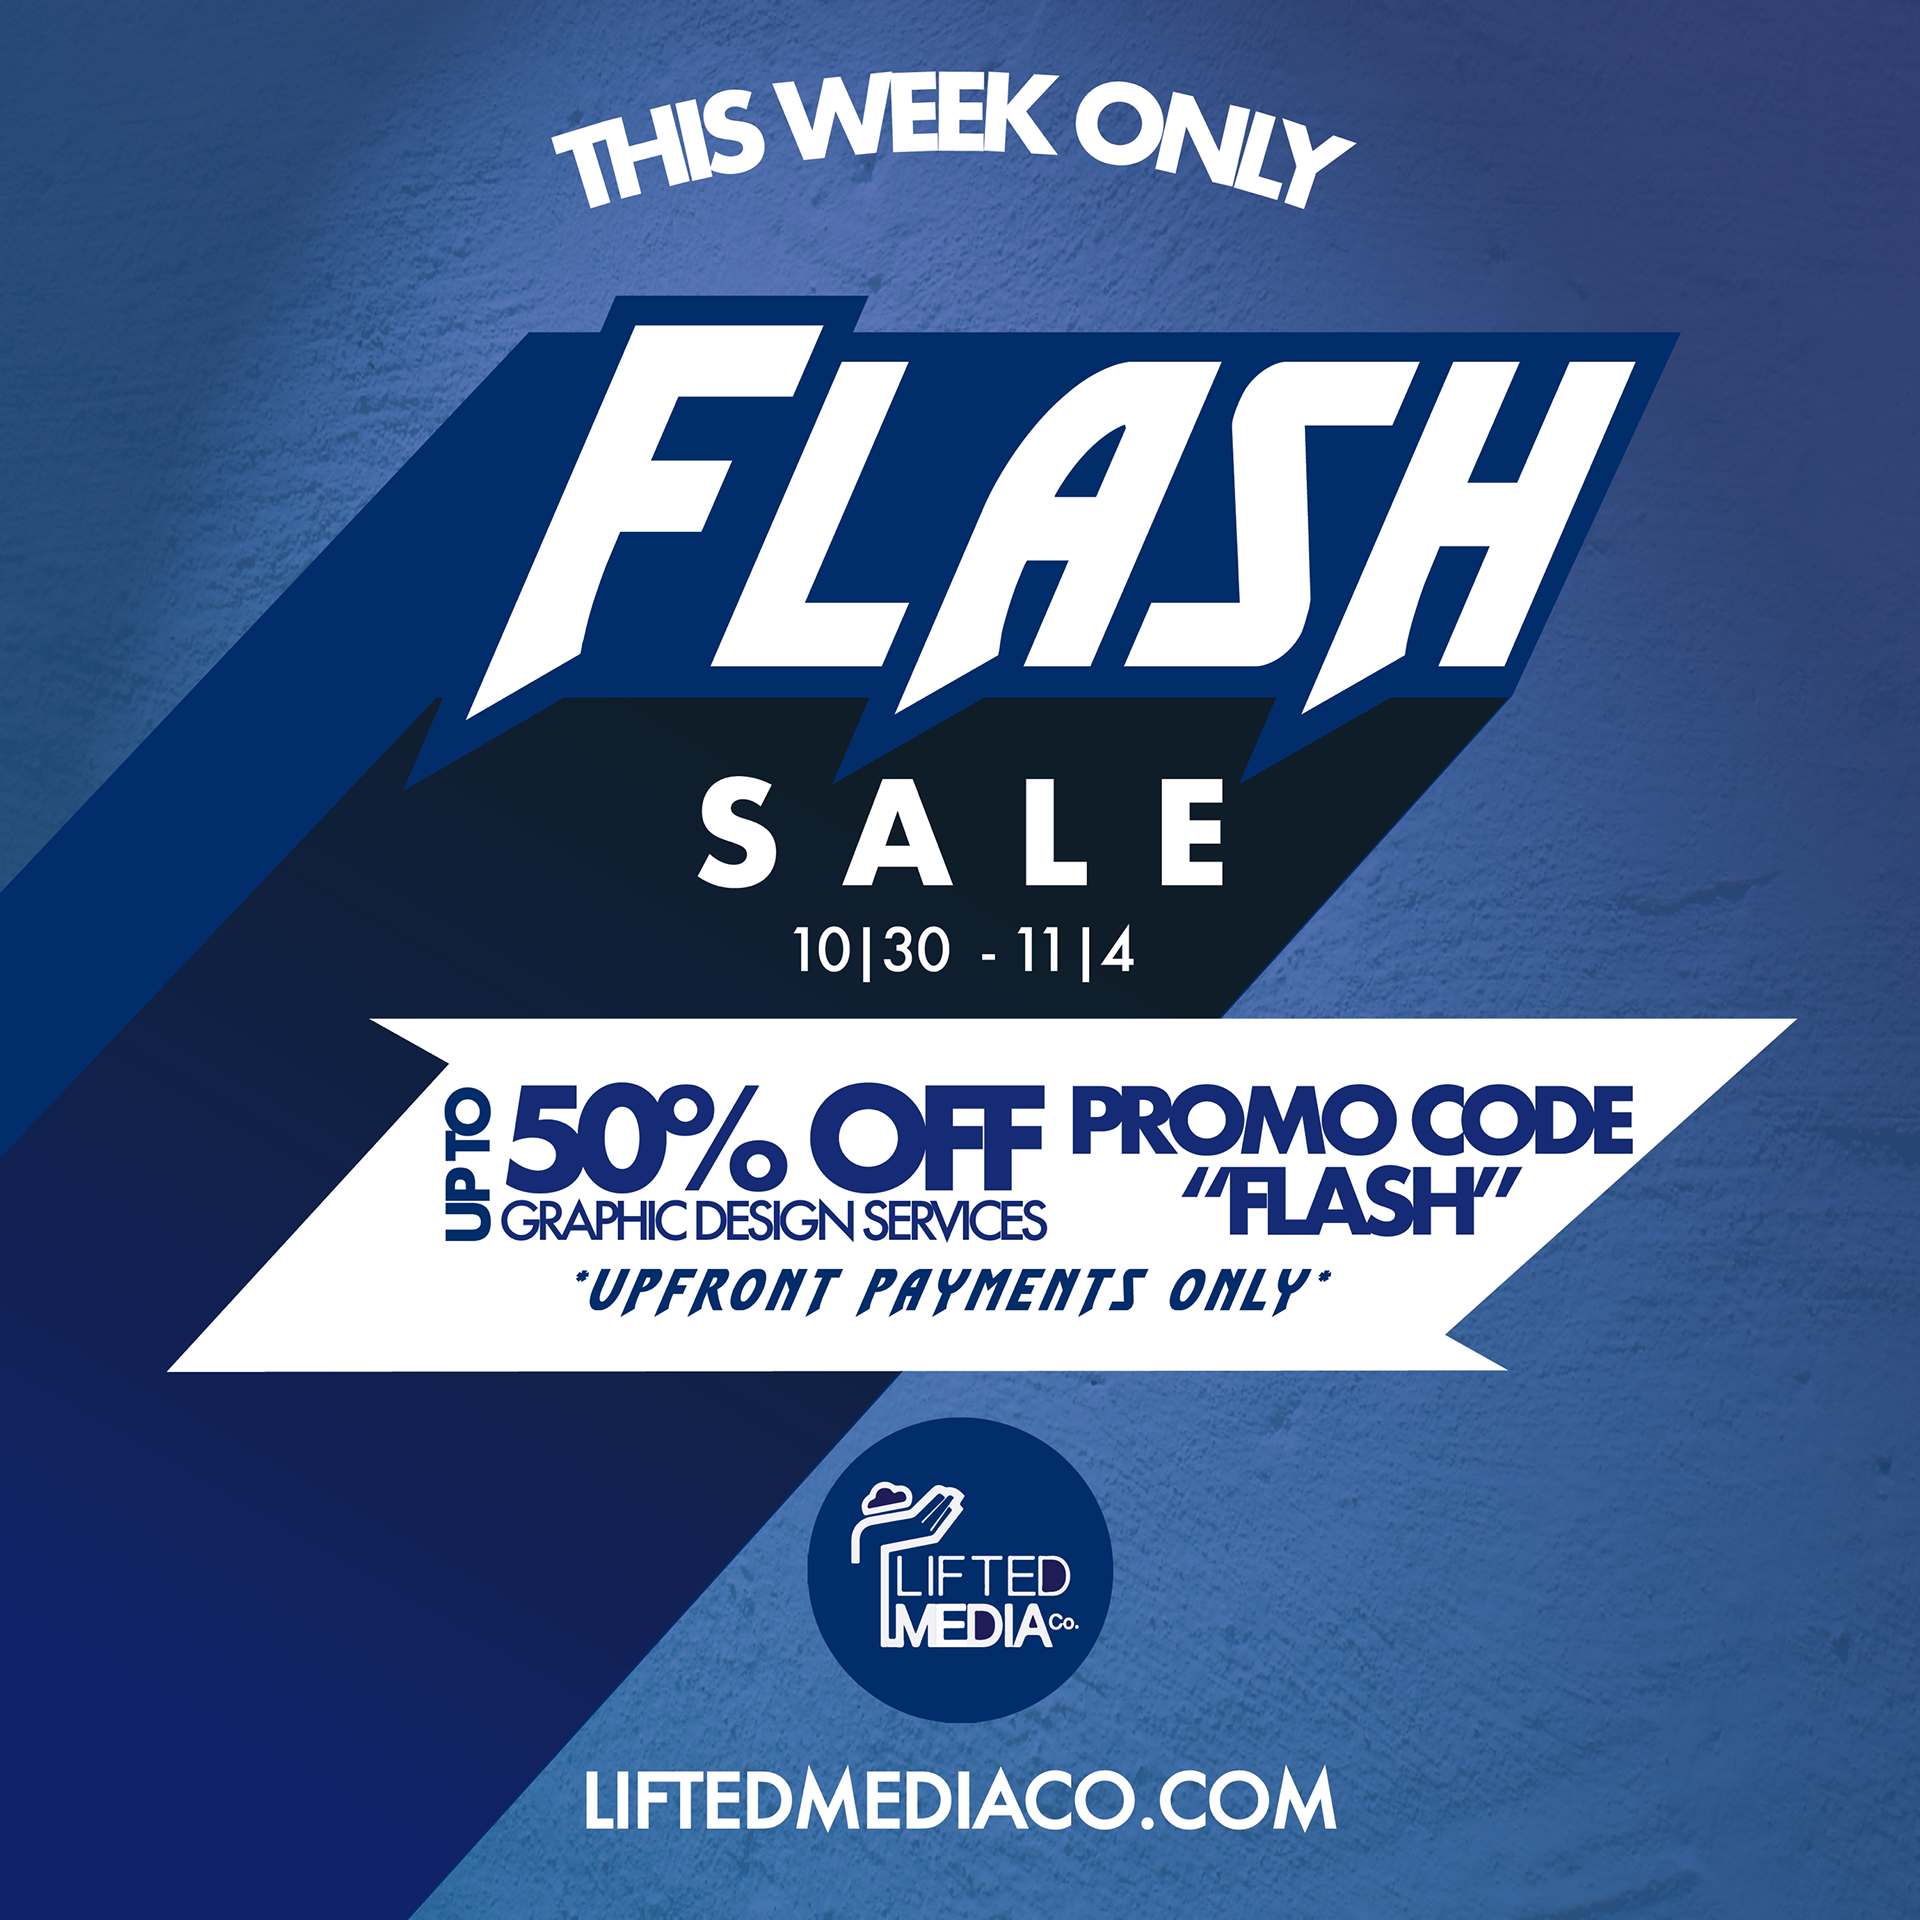 THIS WEEK ONLY
FLASH
SALE
10|30 - 11|4
UP TO
50% OFF
GRAPHIC DESIGN SERVICES
PROMO CODE
"FLASH"
*UPFRONT PAYMENTS ONLY*
LIFTED
MEDIA Co.
LIFTEDMEDIACO.COM